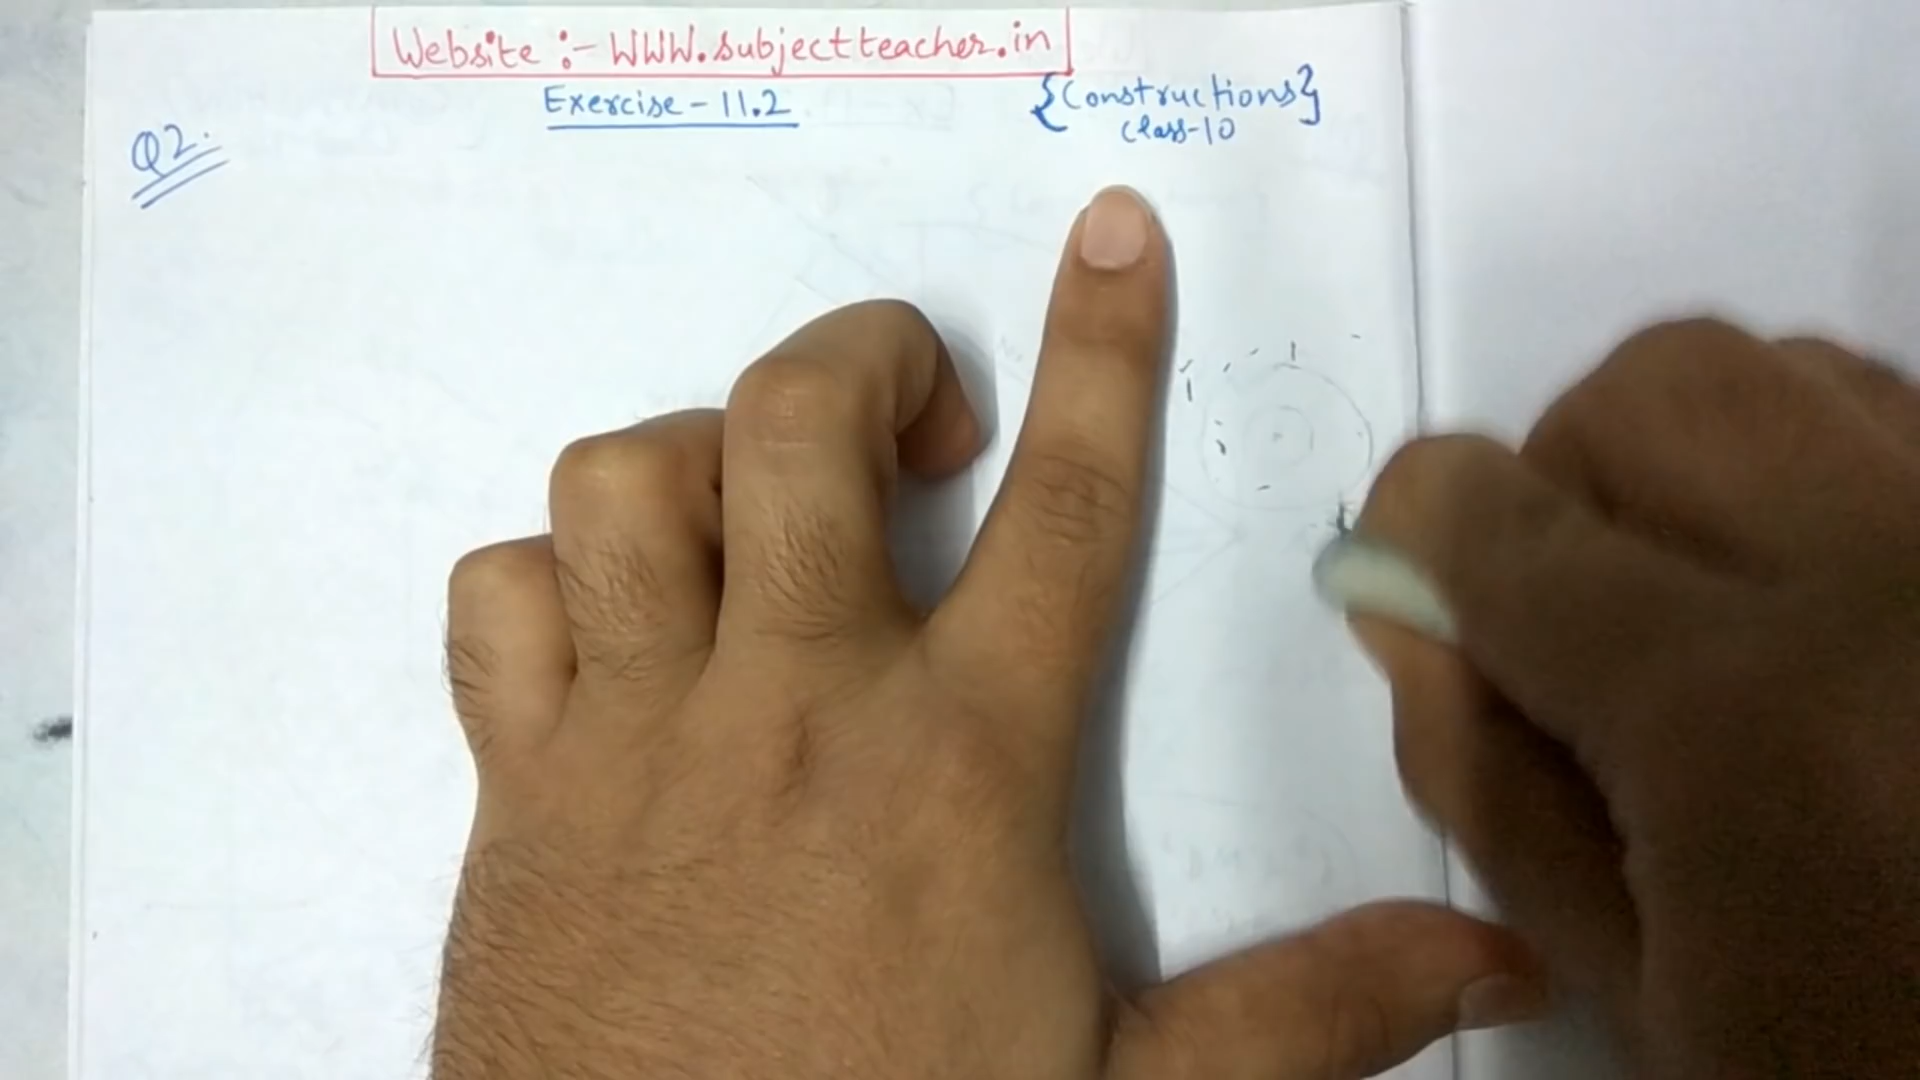 Website :- WWW.subjectteacher.in
Exercise - 11.2
{Constructions}
Class-10
Q2.